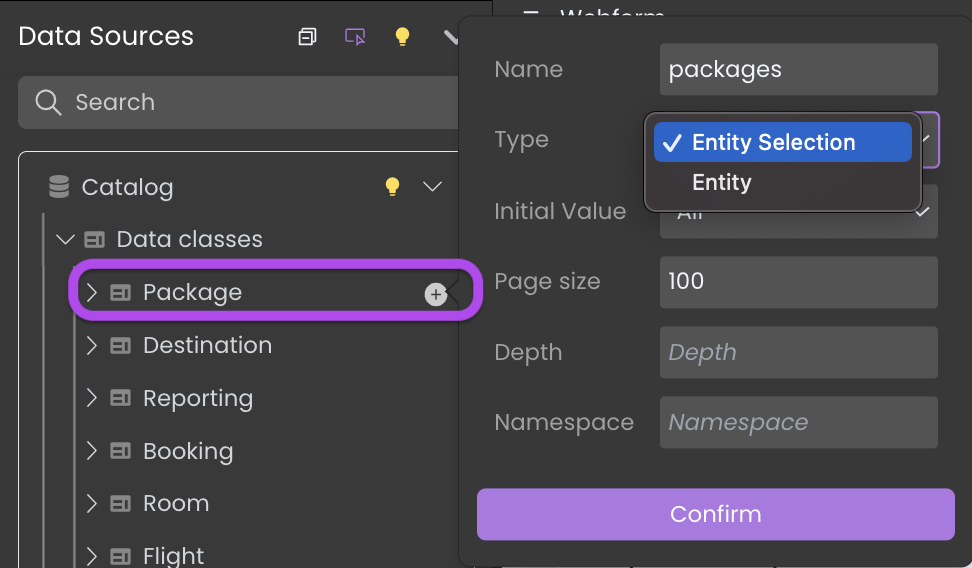 Data Sources
Search
Catalog
Data classes
Package
Destination
Reporting
Booking
Room
Flight
Webform
Name
packages
Type
Entity Selection
Entity
Initial Value
All
Page size
100
Depth
Depth
Namespace
Namespace
Confirm